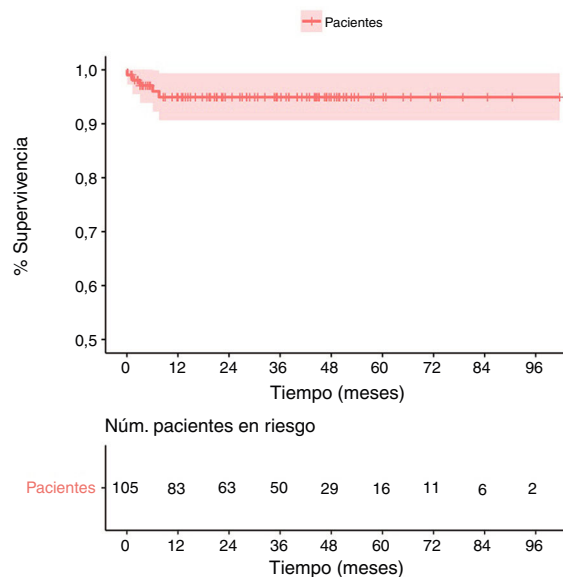 Pacientes
% Supervivencia
1,0
0,9
0,8
0,7
0,6
0,5
0 12 24 36 48 60 72 84 96
Tiempo (meses)
Núm. pacientes en riesgo
Pacientes 105 83 63 50 29 16 11 6 2
0 12 24 36 48 60 72 84 96
Tiempo (meses)